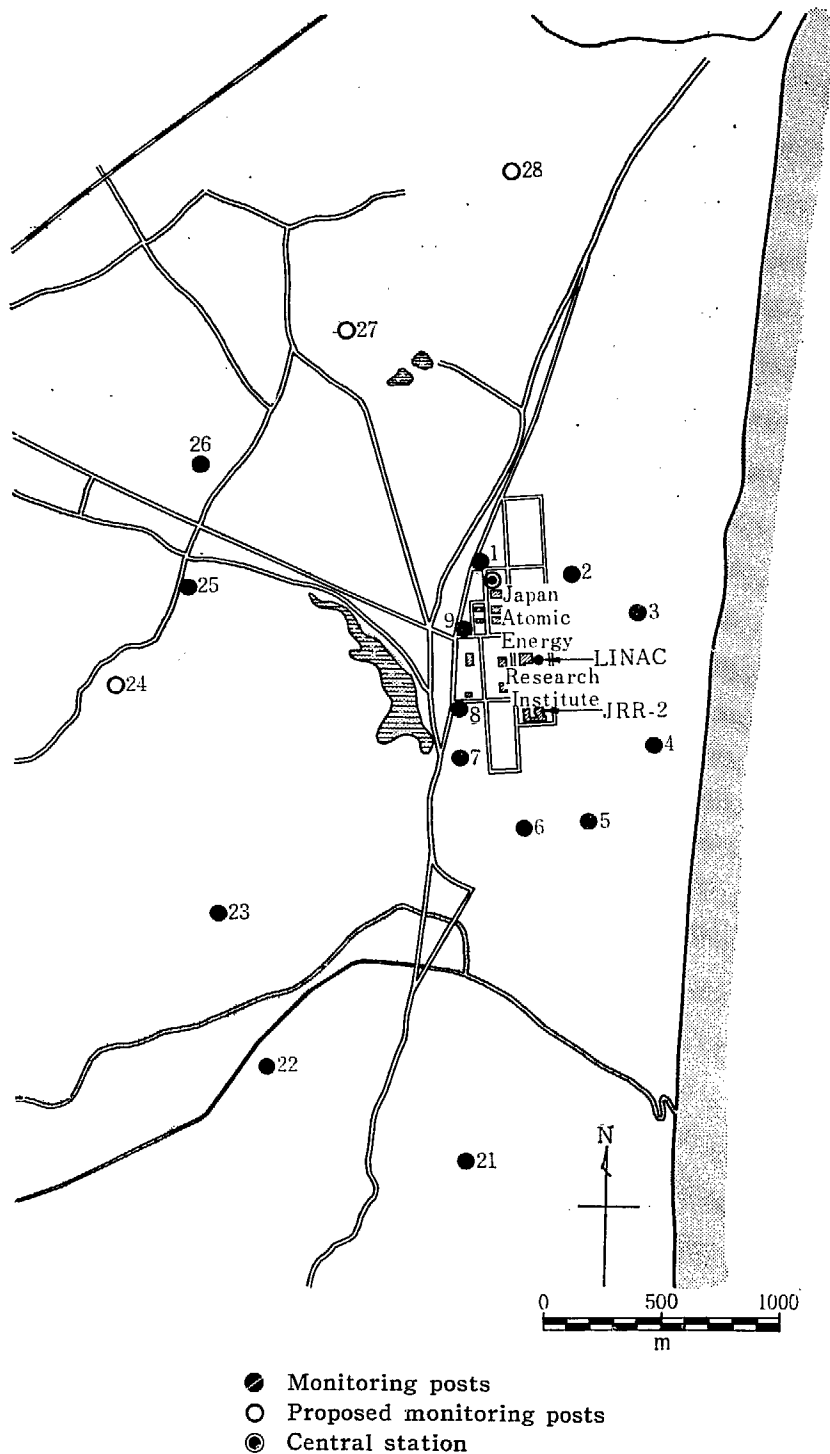 28
27
26
1
2
25
Japan
3
9
Atomic
Energy
LINAC
24
Research
Institute
8
JRR-2
4
7
6
5
23
22
N
21
0 500 1000
m
Monitoring posts
Proposed monitoring posts
Central station